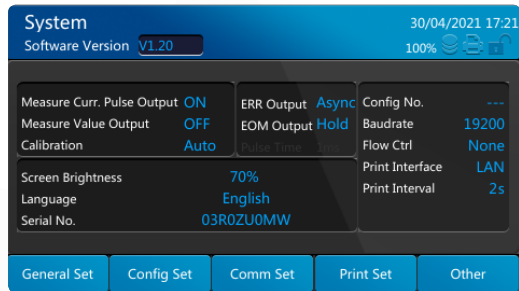 System
30/04/2021 17:21
Software Version V1.20
100%
Measure Curr. Pulse Output ON
Measure Value Output OFF
Calibration Auto
ERR Output Async
EOM Output Hold
Pulse Time 1ms
Screen Brightness 70%
Language English
Serial No. 03R0ZU0MW
Config No. ---
Baudrate 19200
Flow Ctrl None
Print Interface LAN
Print Interval 2s
General Set
Config Set
Comm Set
Print Set
Other